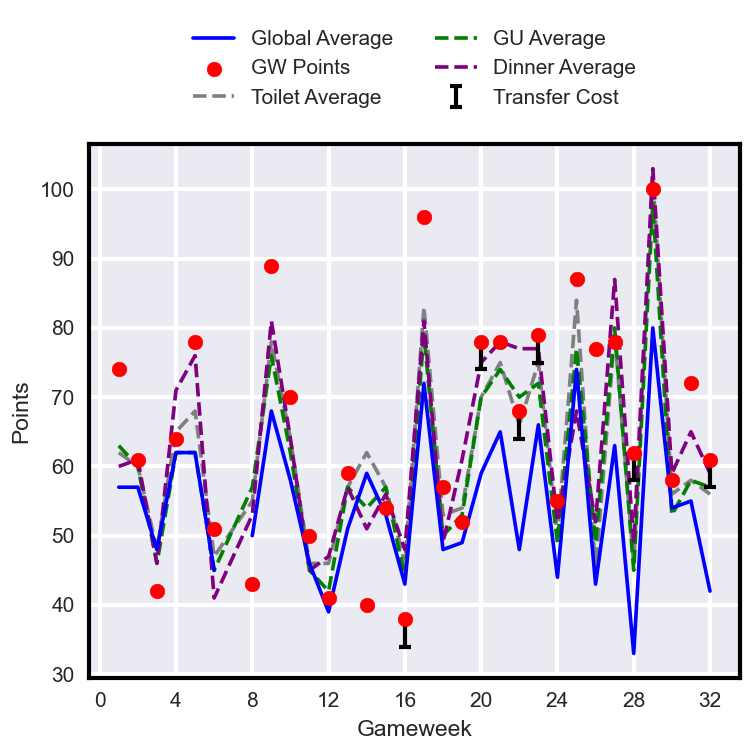 Global Average
GW Points
Toilet Average
GU Average
Dinner Average
Transfer Cost
Points
100
90
80
70
60
50
40
30
0 4 8 12 16 20 24 28 32
Gameweek